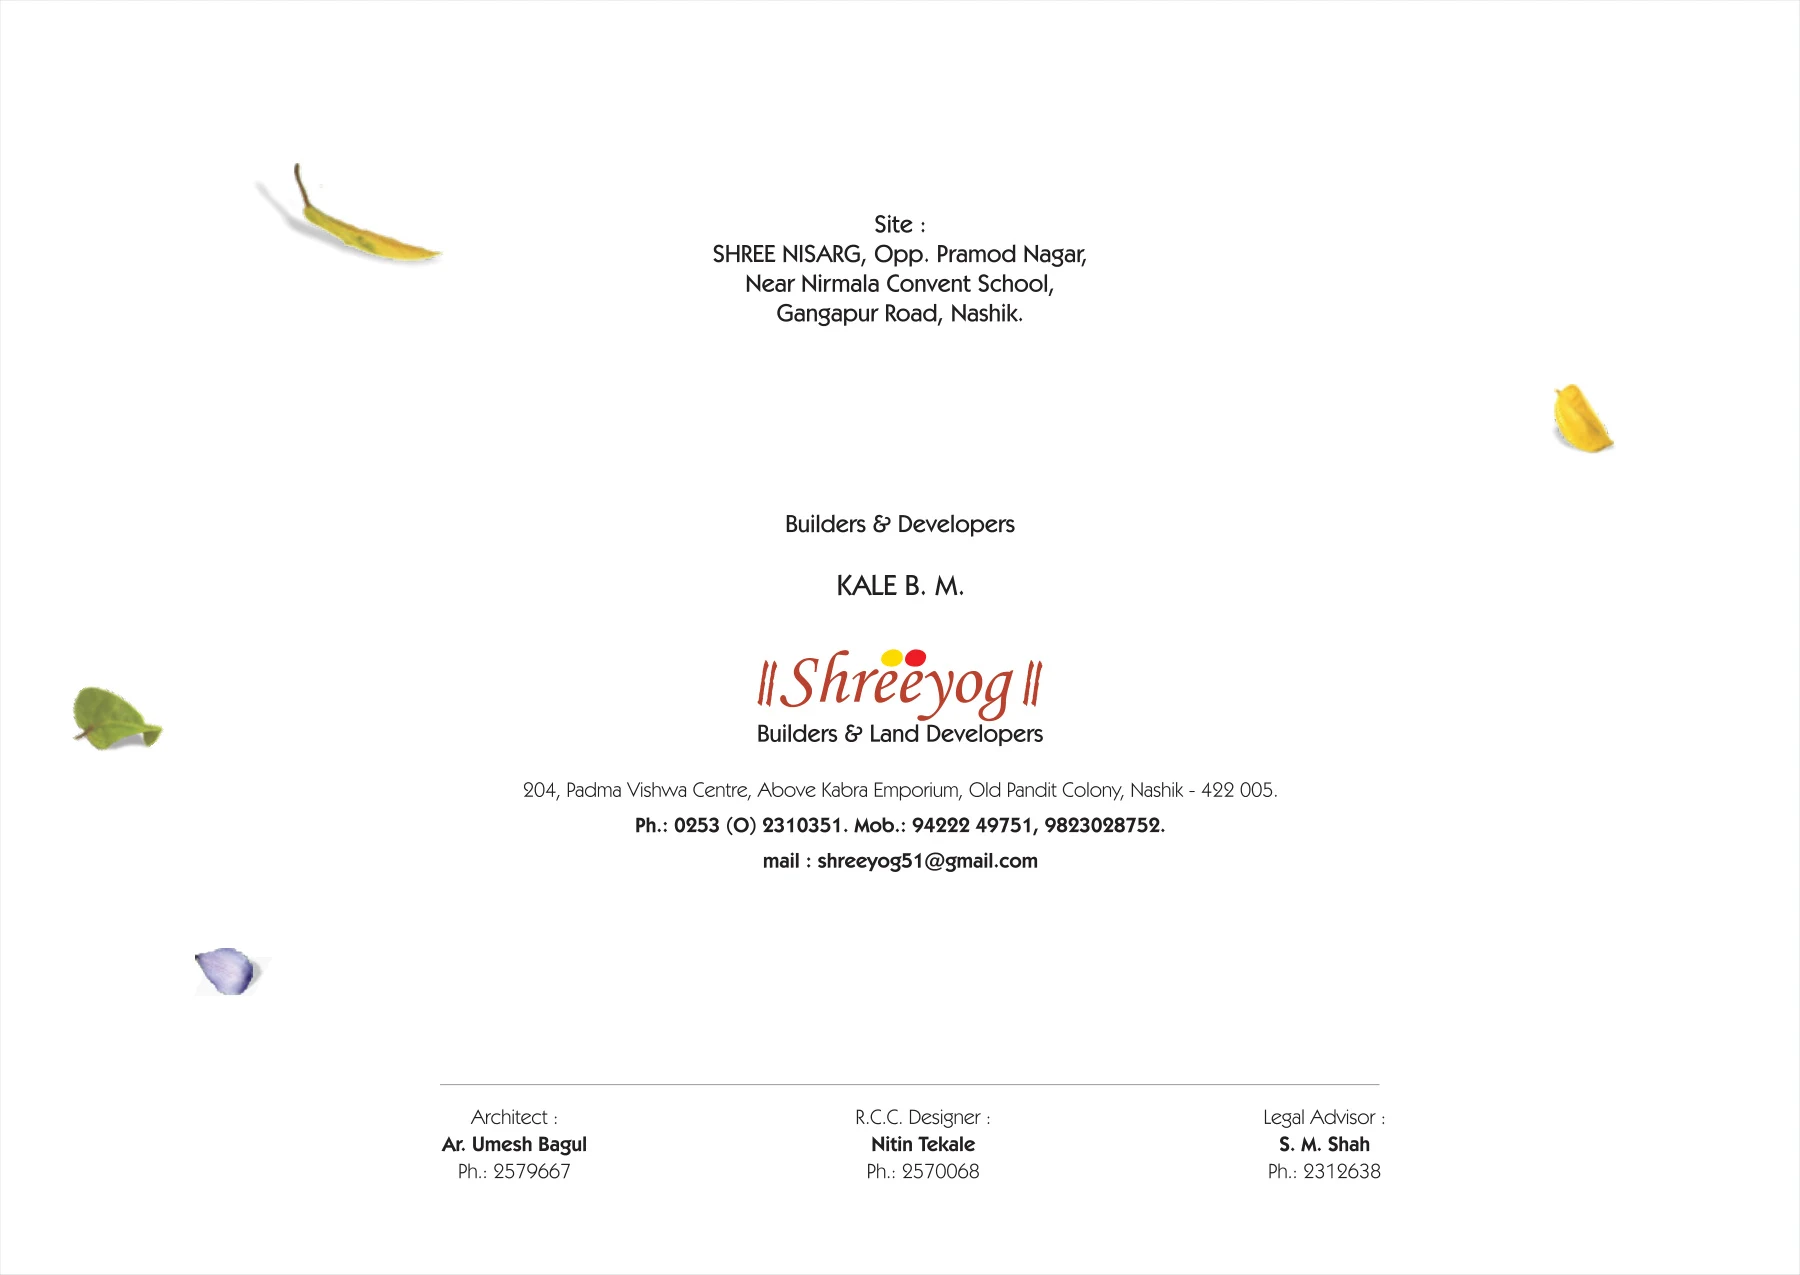 Site :
SHREE NISARG, Opp. Pramod Nagar,
Near Nirmala Convent School,
Gangapur Road, Nashik.
Builders & Developers
KALE B. M.
|| Shreeyog ||
Builders & Land Developers
204, Padma Vishwa Centre, Above Kabra Emporium, Old Pandit Colony, Nashik - 422 005.
Ph.: 0253 (O) 2310351. Mob.: 94222 49751, 9823028752.
mail : shreeyog51@gmail.com
Architect :
Ar. Umesh Bagul
Ph.: 2579667
R.C.C. Designer :
Nitin Tekale
Ph.: 2570068
Legal Advisor :
S. M. Shah
Ph.: 2312638